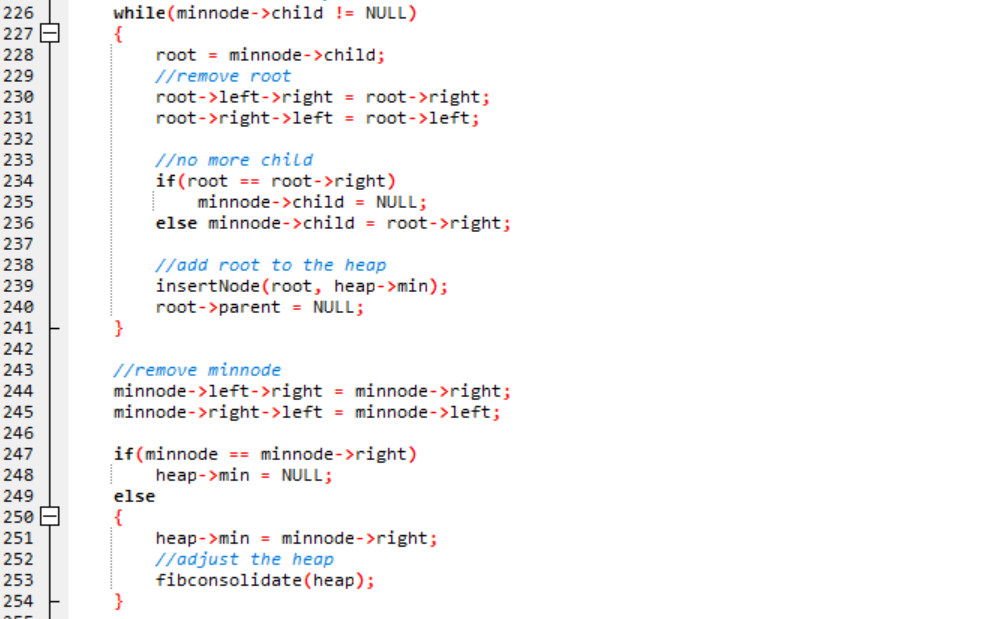 226 while(minnode->child != NULL)
227 {
228 root = minnode->child;
229 //remove root
230 root->left->right = root->right;
231 root->right->left = root->left;
232
233 //no more child
234 if(root == root->right)
235 minnode->child = NULL;
236 else minnode->child = root->right;
237
238 //add root to the heap
239 insertNode(root, heap->min);
240 root->parent = NULL;
241 }
242
243 //remove minnode
244 minnode->left->right = minnode->right;
245 minnode->right->left = minnode->left;
246
247 if(minnode == minnode->right)
248 heap->min = NULL;
249 else
250 {
251 heap->min = minnode->right;
252 //adjust the heap
253 fibconsolidate(heap);
254 }